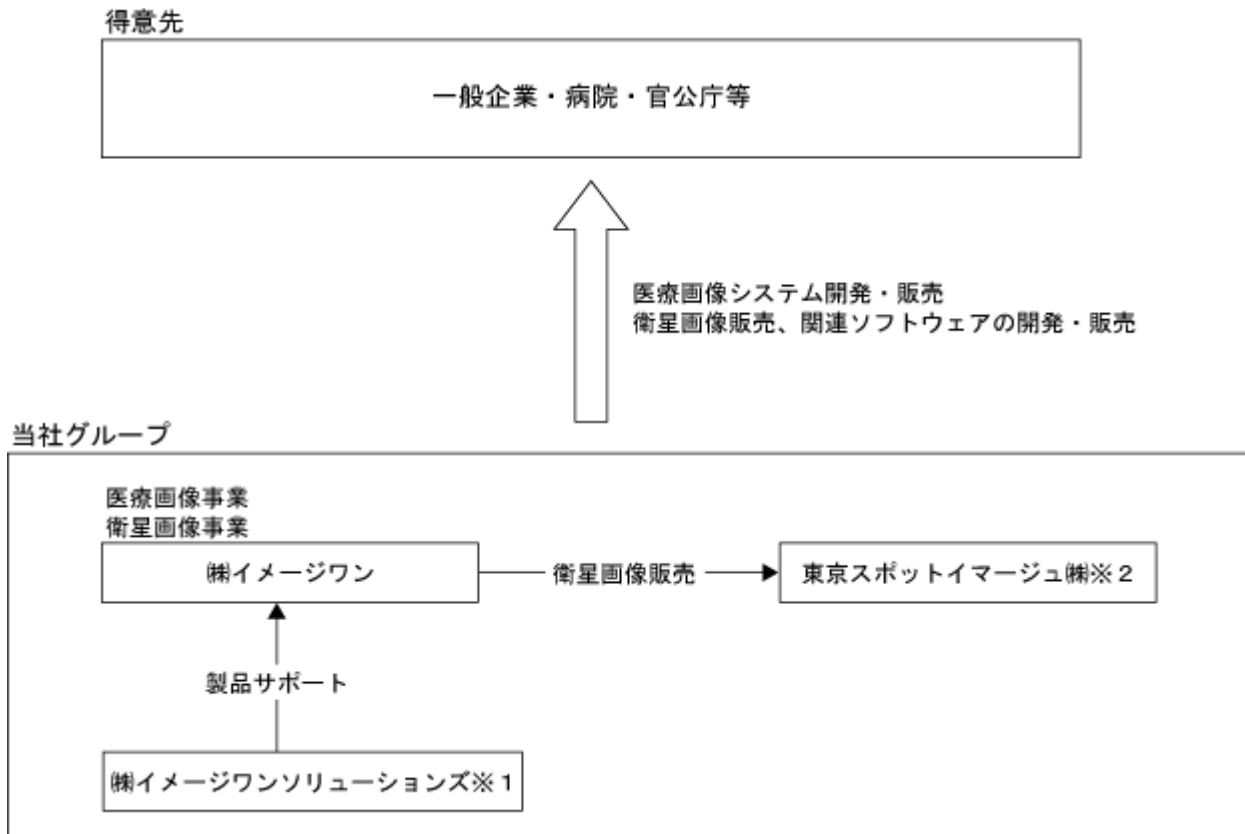 得意先
一般企業・病院・官公庁等
医療画像システム開発・販売
衛星画像販売、関連ソフトウェアの開発・販売
当社グループ
医療画像事業
衛星画像事業
㈱イメージワン
衛星画像販売
東京スポットイマージュ㈱※２
製品サポート
㈱イメージワンソリューションズ※１